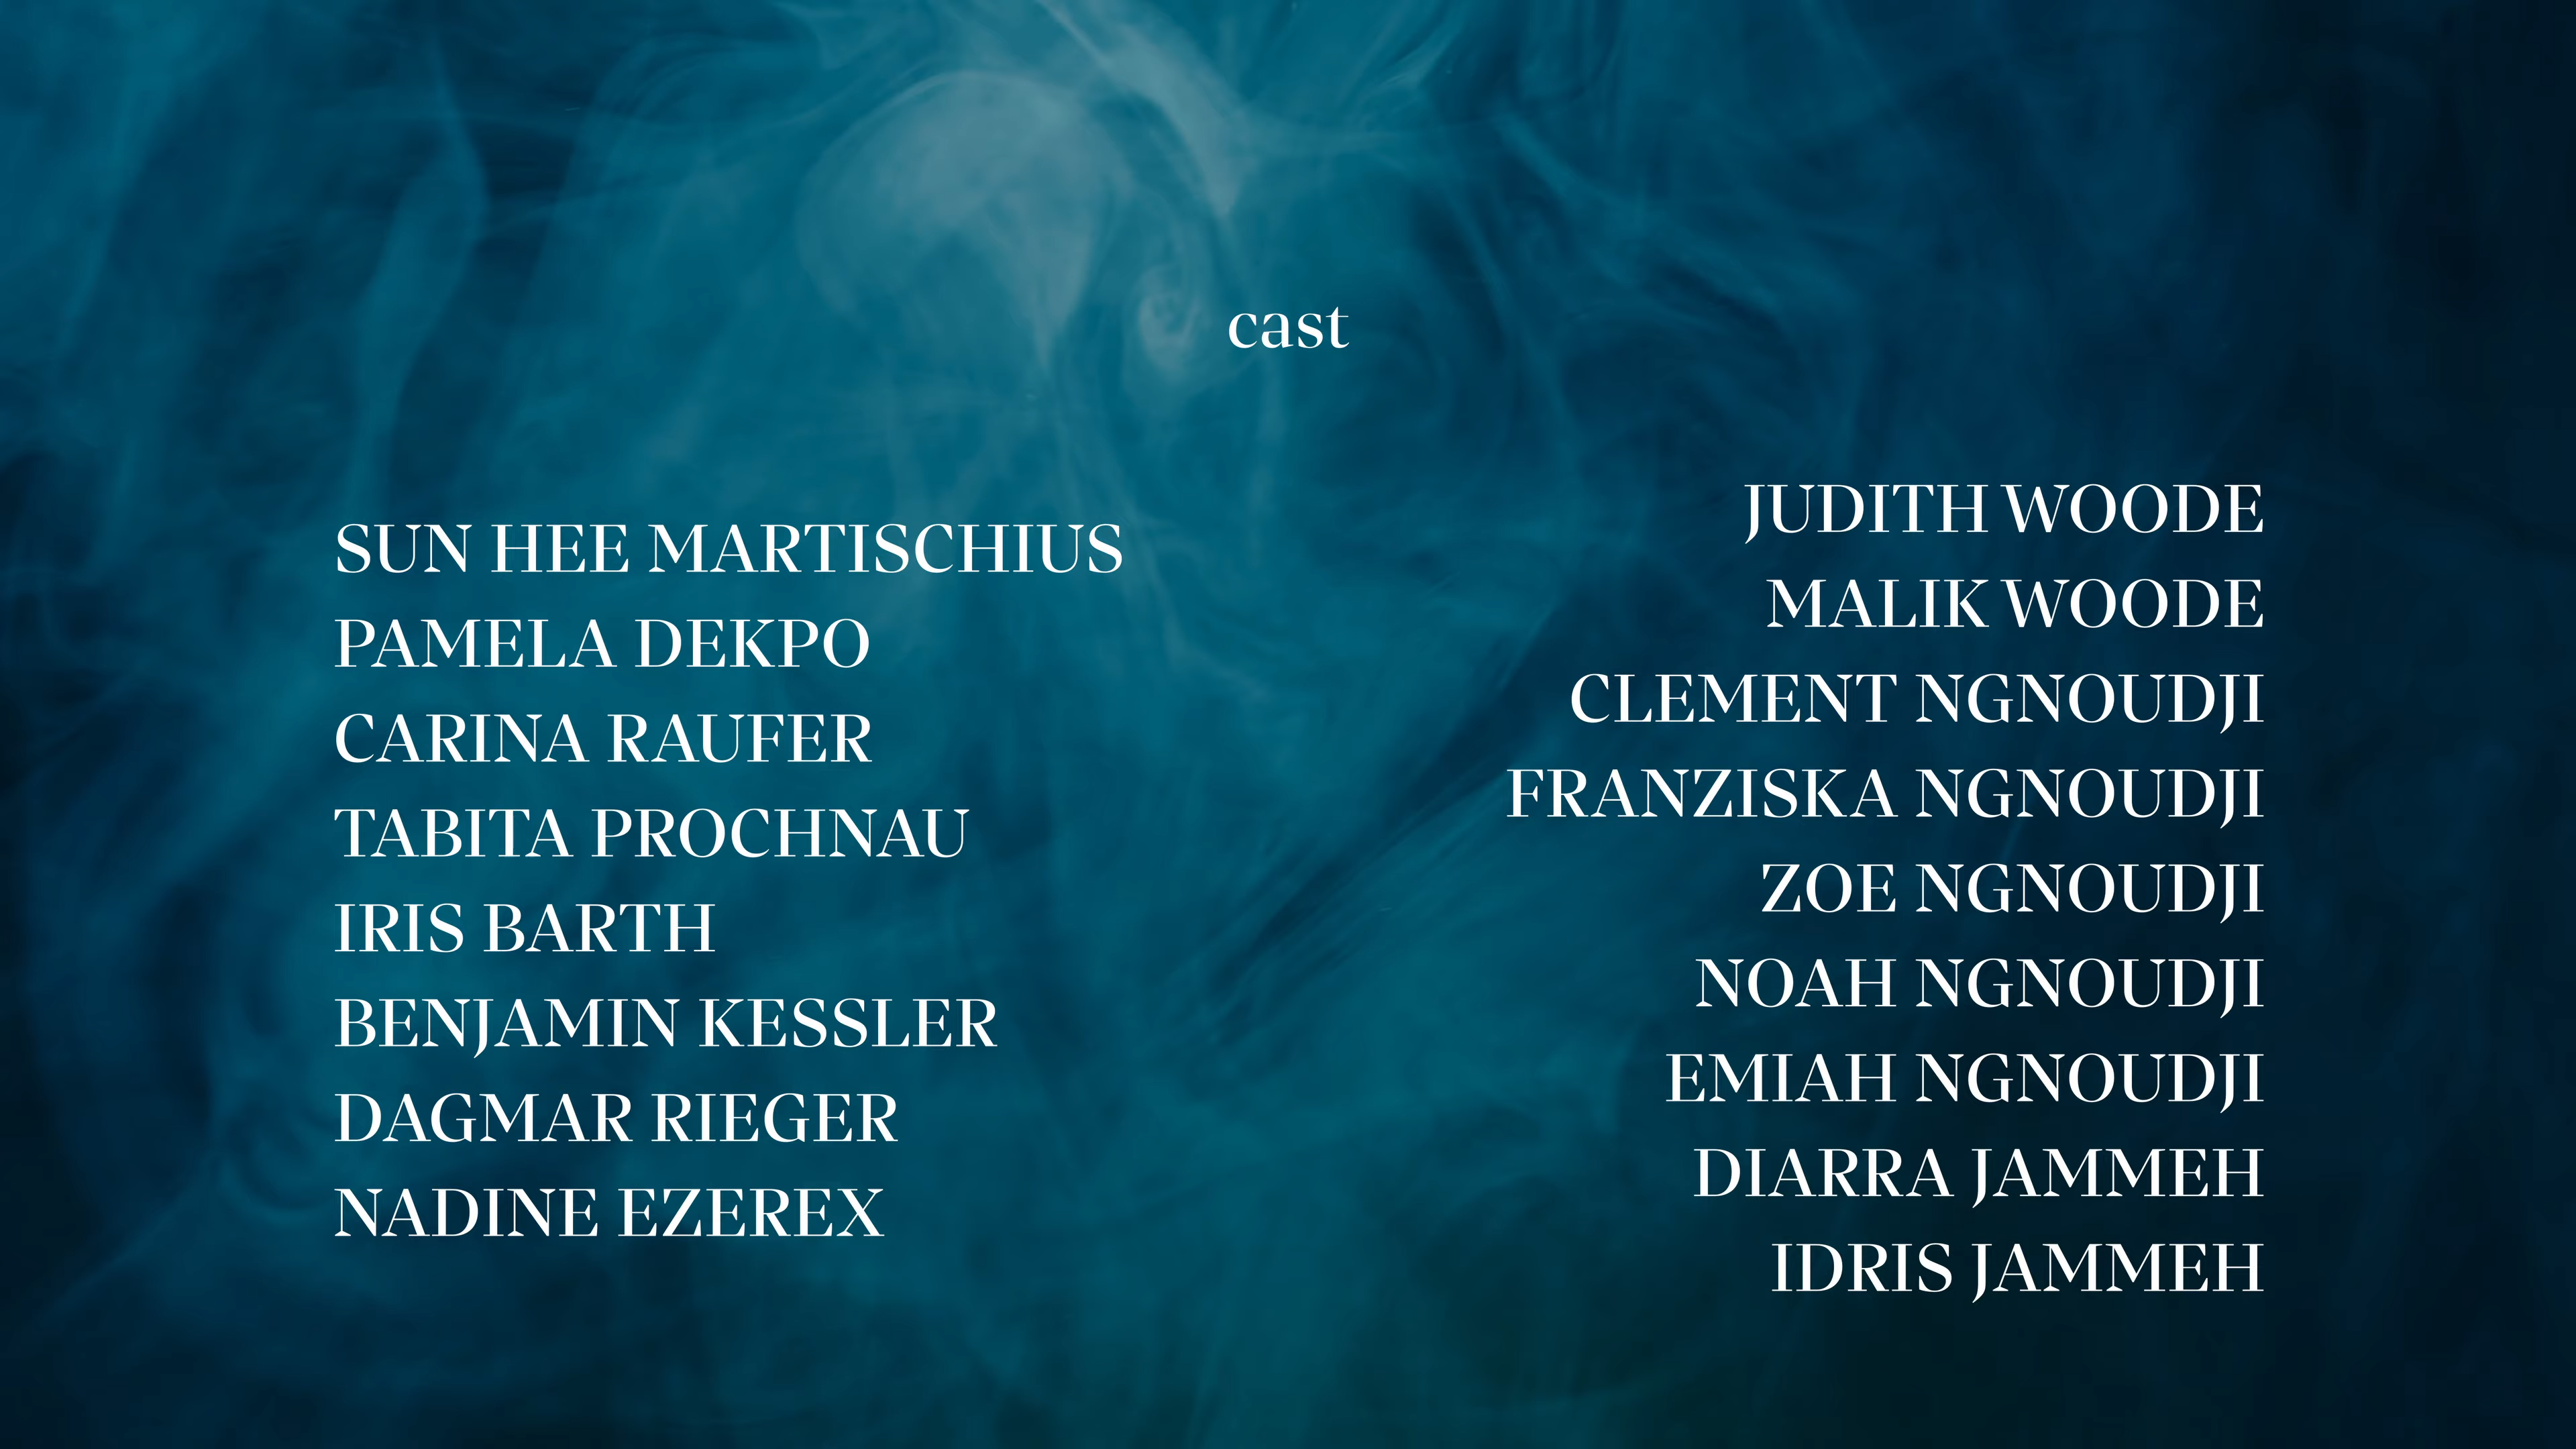 cast
SUN HEE MARTISCHIUS
PAMELA DEKPO
CARINA RAUFER
TABITA PROCHNAU
IRIS BARTH
BENJAMIN KESSLER
DAGMAR RIEGER
NADINE EZEREX
JUDITH WOODE
MALIK WOODE
CLEMENT NGNOUDJI
FRANZISKA NGNOUDJI
ZOE NGNOUDJI
NOAH NGNOUDJI
EMIAH NGNOUDJI
DIARRA JAMMEH
IDRIS JAMMEH